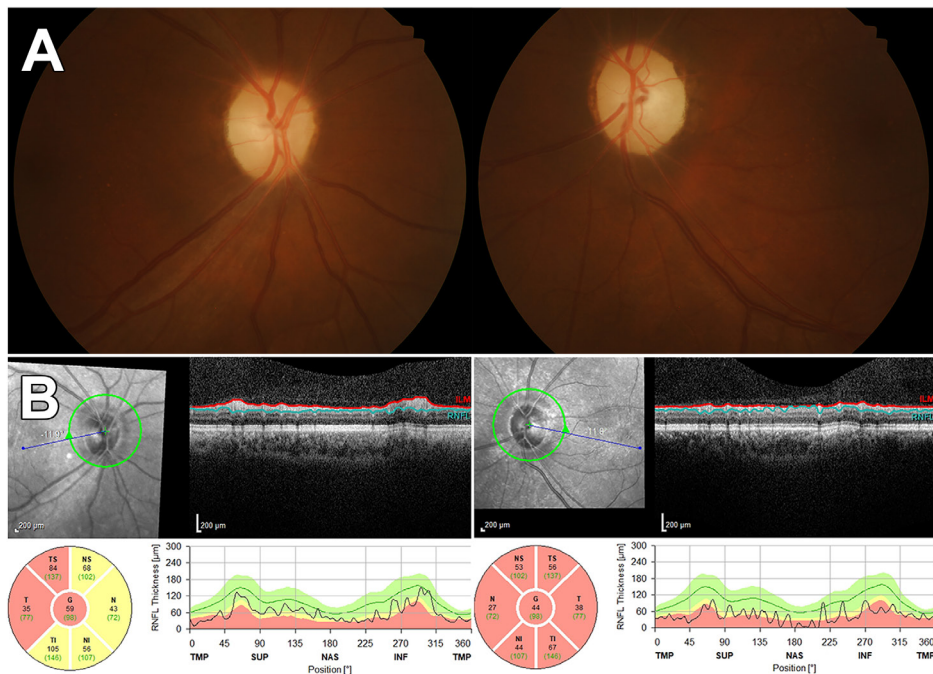 A
B
-11.9°
200 µm
ILM
RNFL
200 µm
-11.8°
200 µm
ILM
RNFL
200 µm
TS
84
(137)
NS
68
(102)
T
35
(77)
G
59
(98)
N
43
(72)
TI
105
(146)
NI
56
(107)
RNFL Thickness [µm]
300
240
180
120
60
0
0 45 90 135 180 225 270 315 360
TMP SUP NAS INF TMP
Position [°]
NS
53
(102)
TS
56
(137)
N
27
(72)
G
44
(98)
T
38
(77)
NI
44
(107)
TI
67
(146)
RNFL Thickness [µm]
300
240
180
120
60
0
0 45 90 135 180 225 270 315 360
TMP SUP NAS INF TMP
Position [°]